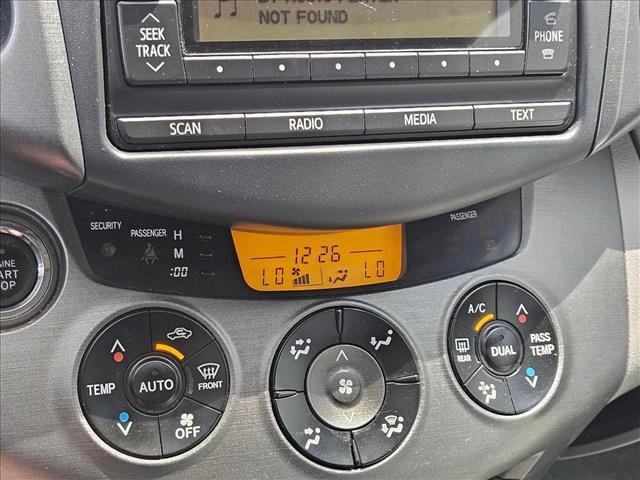 NOT FOUND
SEEK
TRACK
PHONE
SCAN
RADIO
MEDIA
TEXT
SECURITY
PASSENGER
H
M
:00
PASSENGER
12:26
LO
LO
START
TEMP
AUTO
FRONT
OFF
A/C
REAR
DUAL
PASS
TEMP